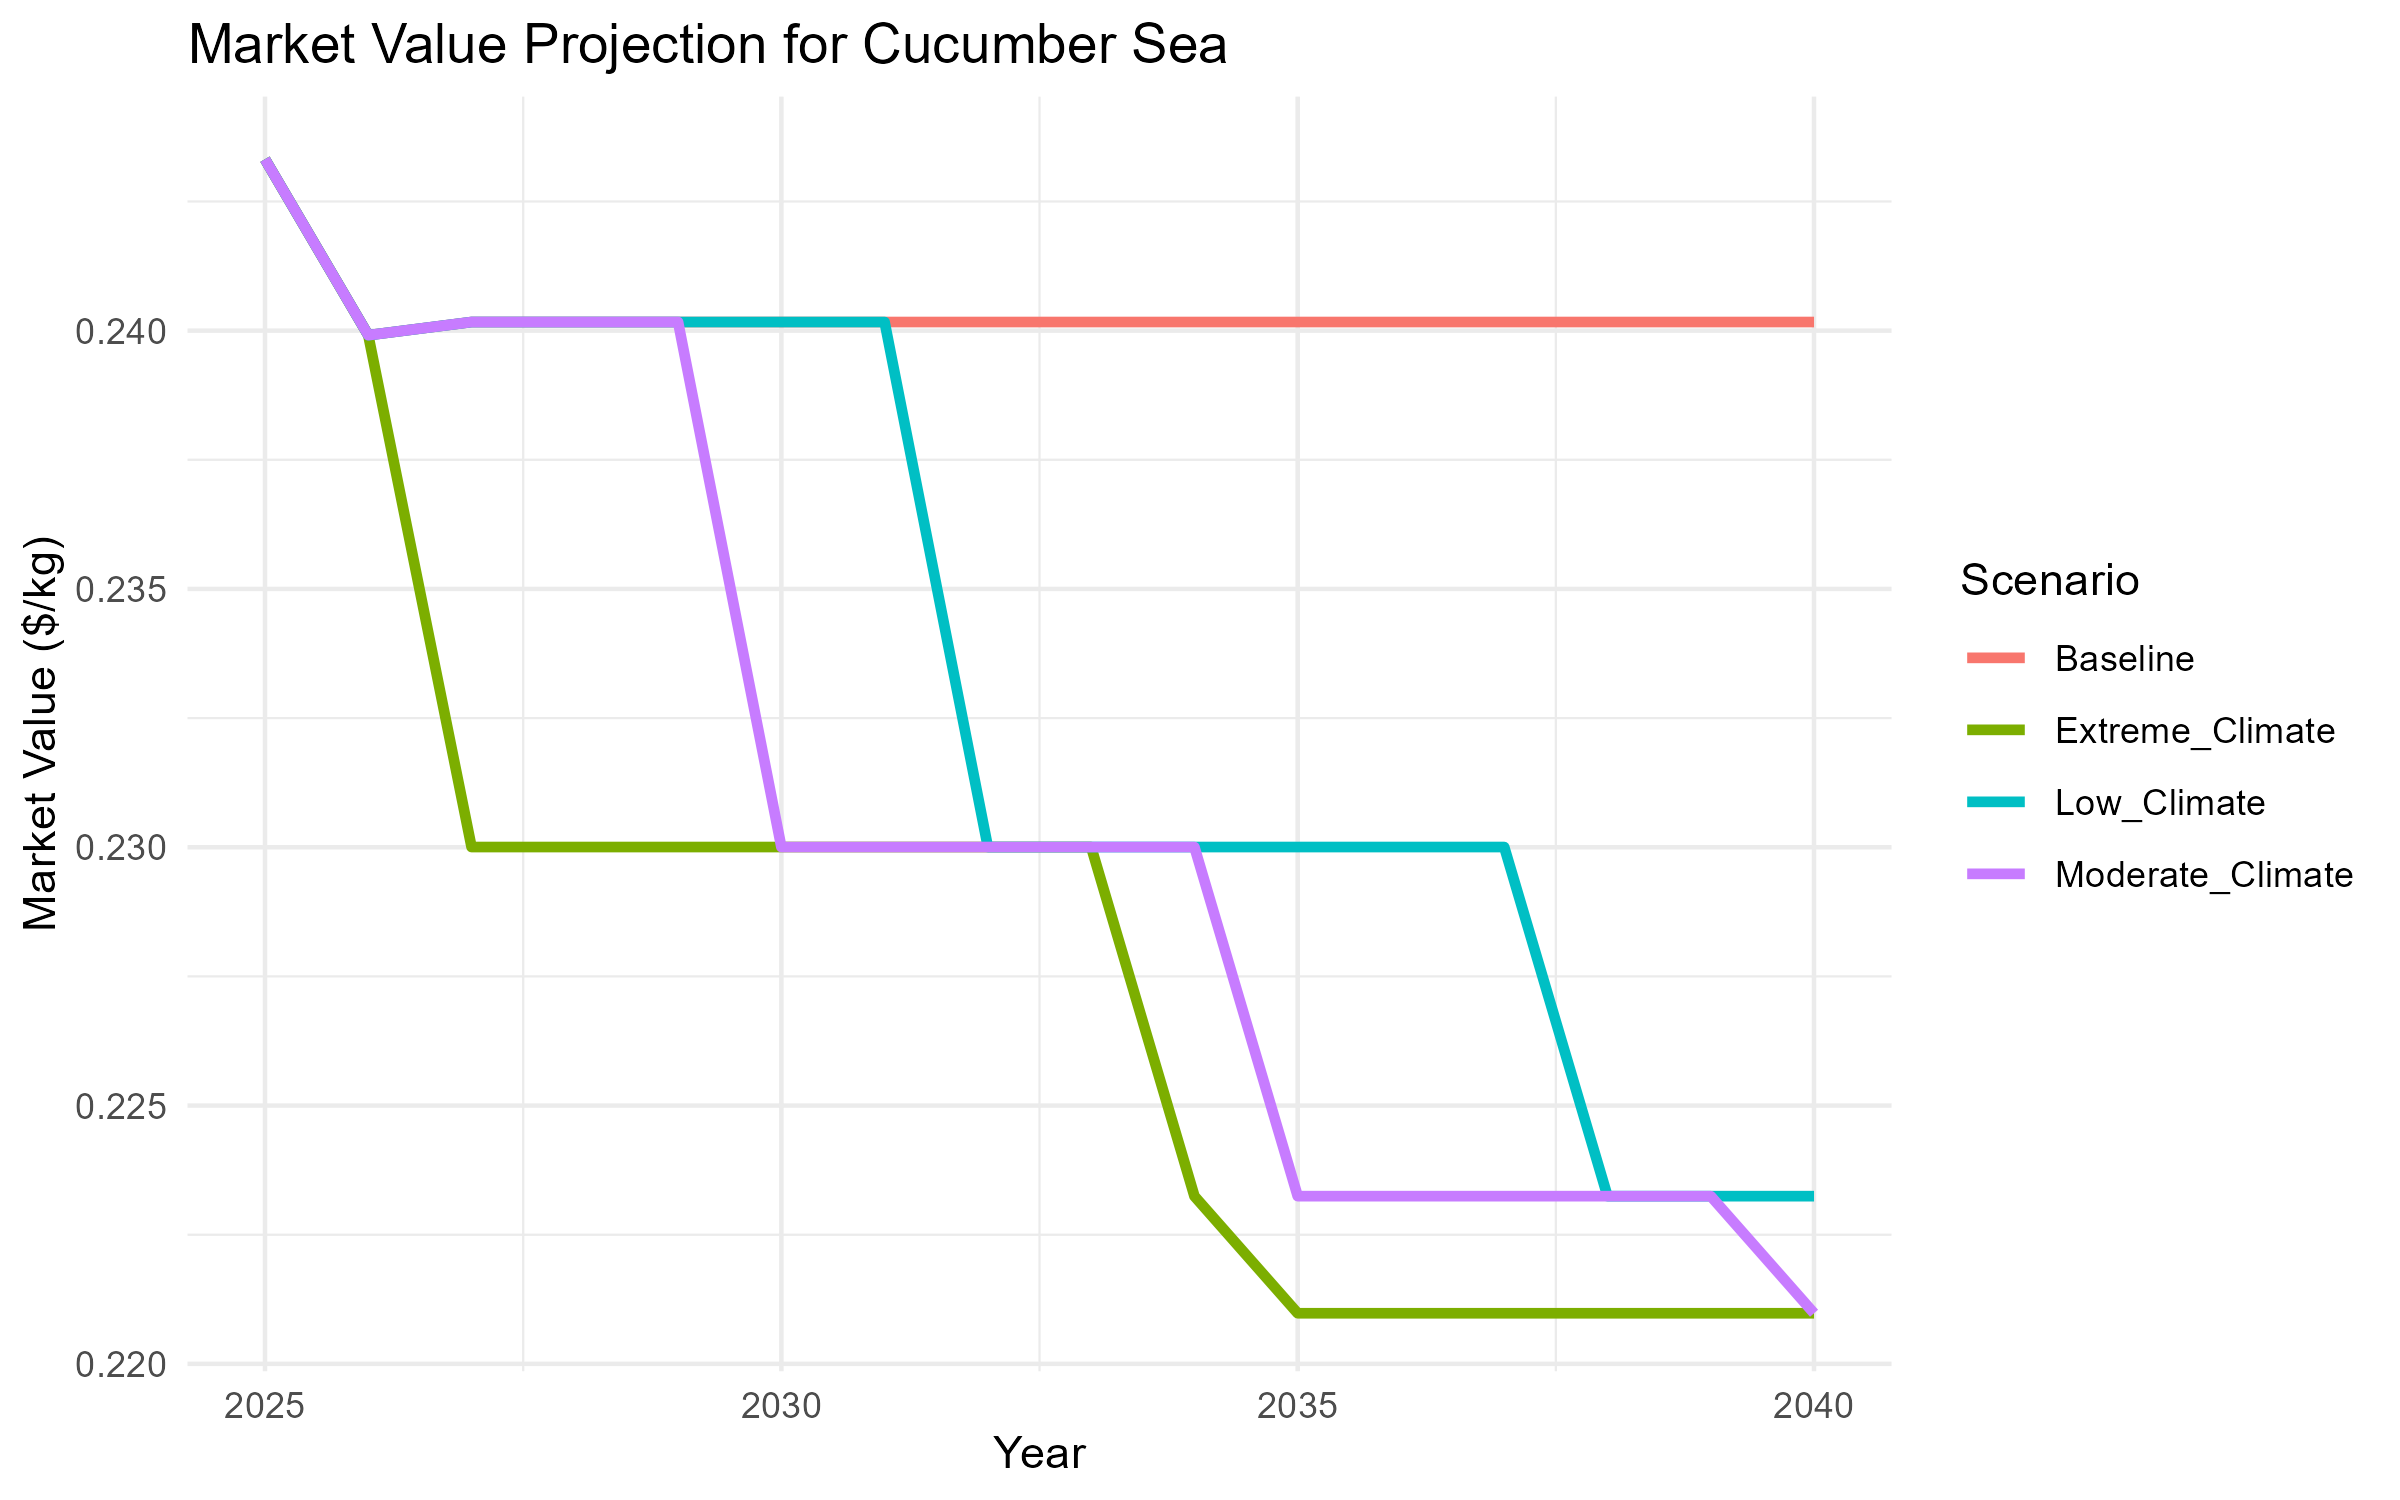 Market Value Projection for Cucumber Sea
Market Value ($/kg)
0.240
0.235
0.230
0.225
0.220
2025
2030
2035
2040
Year
Scenario
Baseline
Extreme_Climate
Low_Climate
Moderate_Climate